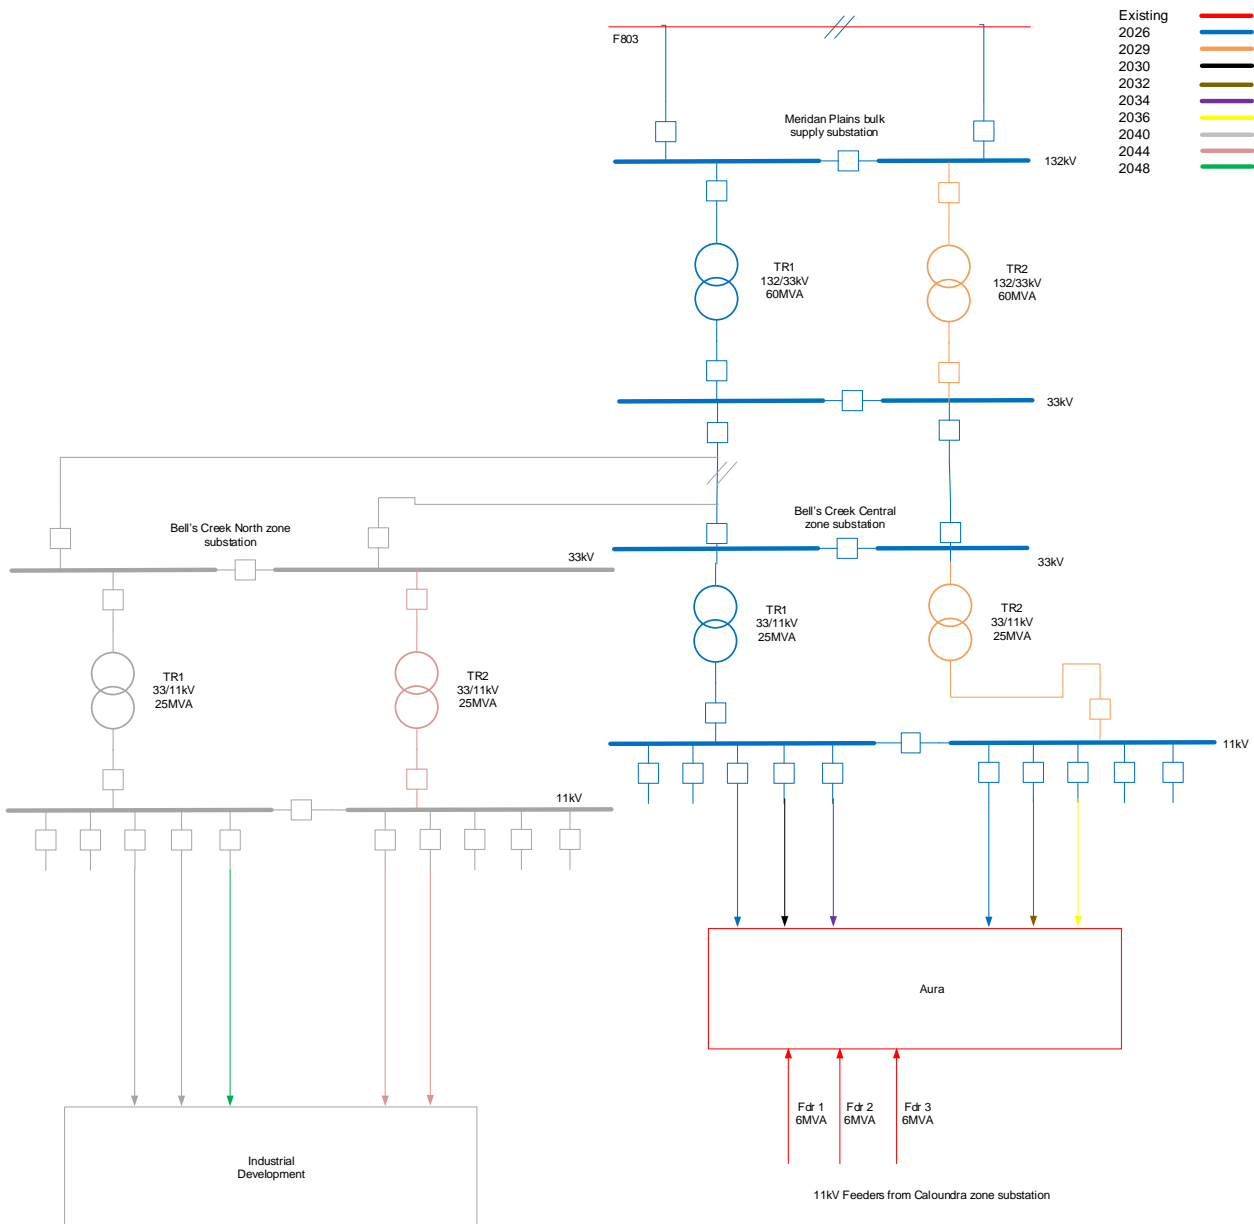 Existing
2026
2029
2030
2032
2034
2036
2040
2044
2048
F803
Meridan Plains bulk
supply substation
132kV
TR1
132/33kV
60MVA
TR2
132/33kV
60MVA
33kV
Bell's Creek North zone
substation
Bell's Creek Central
zone substation
33kV
33kV
TR1
33/11kV
25MVA
TR2
33/11kV
25MVA
TR1
33/11kV
25MVA
TR2
33/11kV
25MVA
11kV
11kV
Aura
Fdr 1
6MVA
Fdr 2
6MVA
Fdr 3
6MVA
Industrial
Development
11kV Feeders from Caloundra zone substation